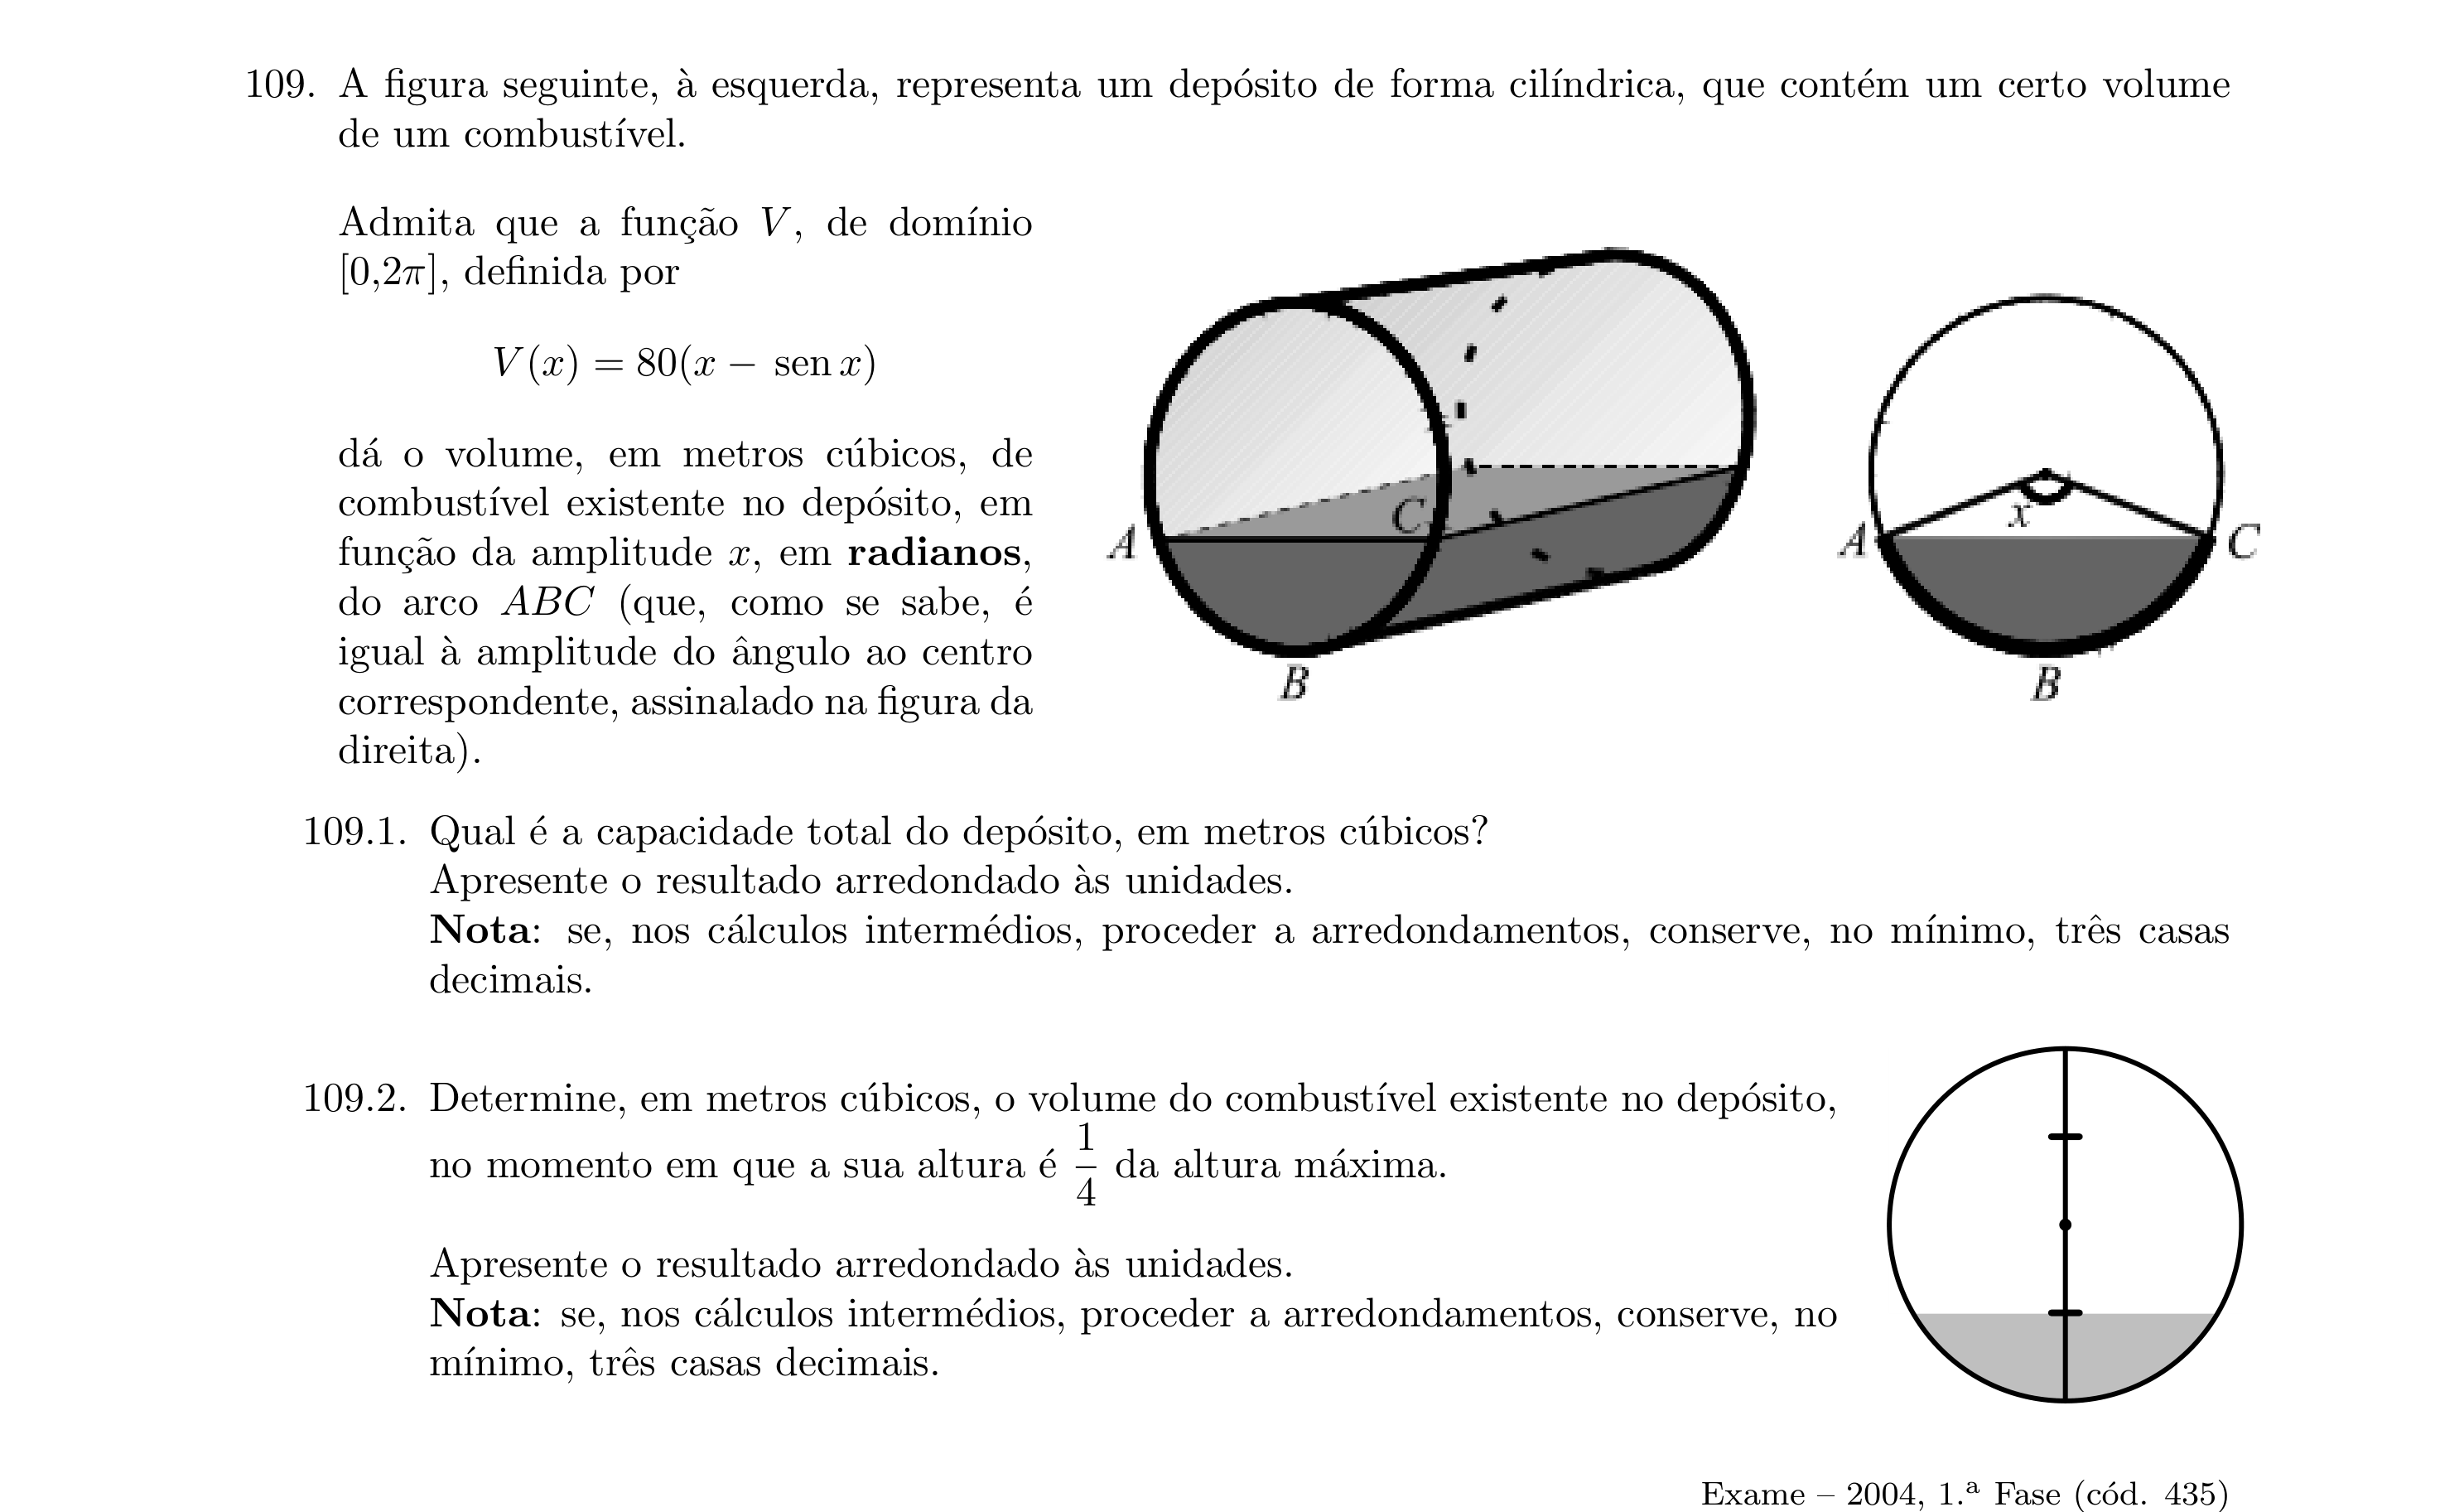 109. A figura seguinte, à esquerda, representa um depósito de forma cilíndrica, que contém um certo volume
de um combustível.
Admita que a função V, de domínio
[0,2π], definida por
V(x) = 80(x − sen x)
dá o volume, em metros cúbicos, de
combustível existente no depósito, em
função da amplitude x, em radianos,
do arco ABC (que, como se sabe, é
igual à amplitude do ângulo ao centro
correspondente, assinalado na figura da
direita).
A
C
B
x
A
C
B
109.1. Qual é a capacidade total do depósito, em metros cúbicos?
Apresente o resultado arredondado às unidades.
Nota: se, nos cálculos intermédios, proceder a arredondamentos, conserve, no mínimo, três casas
decimais.
109.2. Determine, em metros cúbicos, o volume do combustível existente no depósito,
no momento em que a sua altura é 1/4 da altura máxima.
Apresente o resultado arredondado às unidades.
Nota: se, nos cálculos intermédios, proceder a arredondamentos, conserve, no
mínimo, três casas decimais.
Exame – 2004, 1.ª Fase (cód. 435)